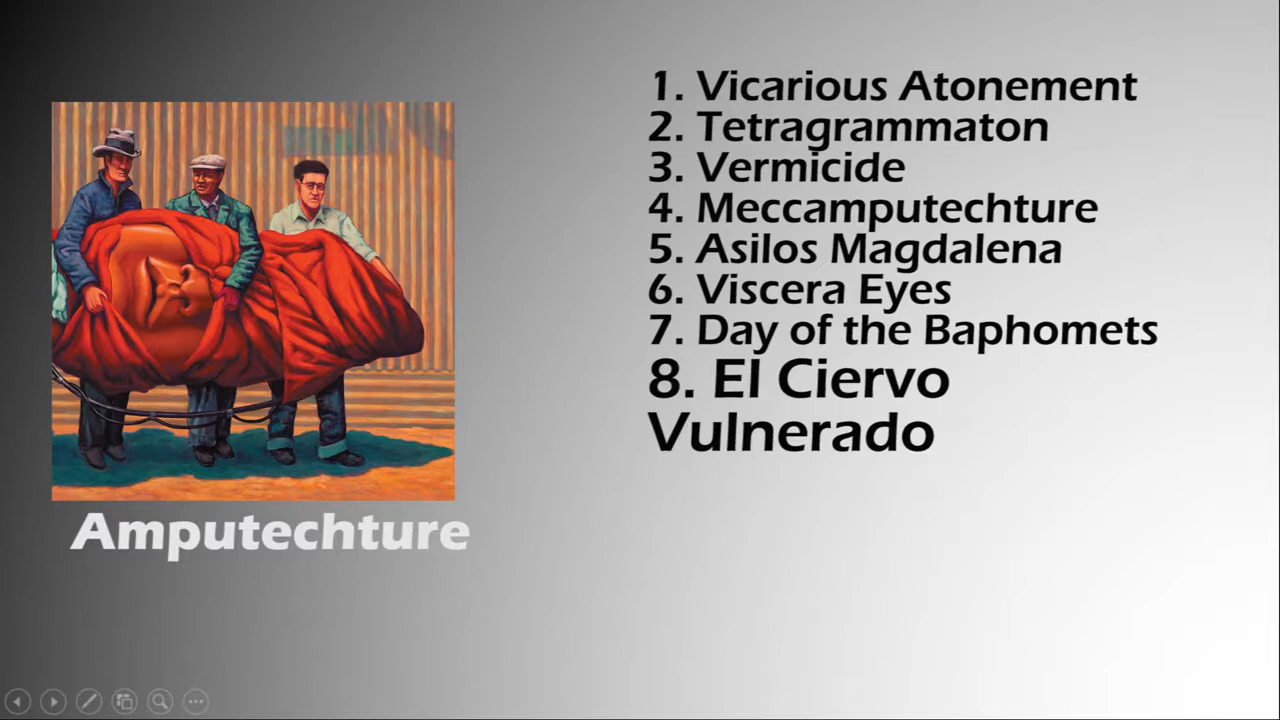 1. Vicarious Atonement
2. Tetragrammaton
3. Vermicide
4. Meccamputechture
5. Asilos Magdalena
6. Viscera Eyes
7. Day of the Baphomets
8. El Ciervo
Vulnerado
Amputechture